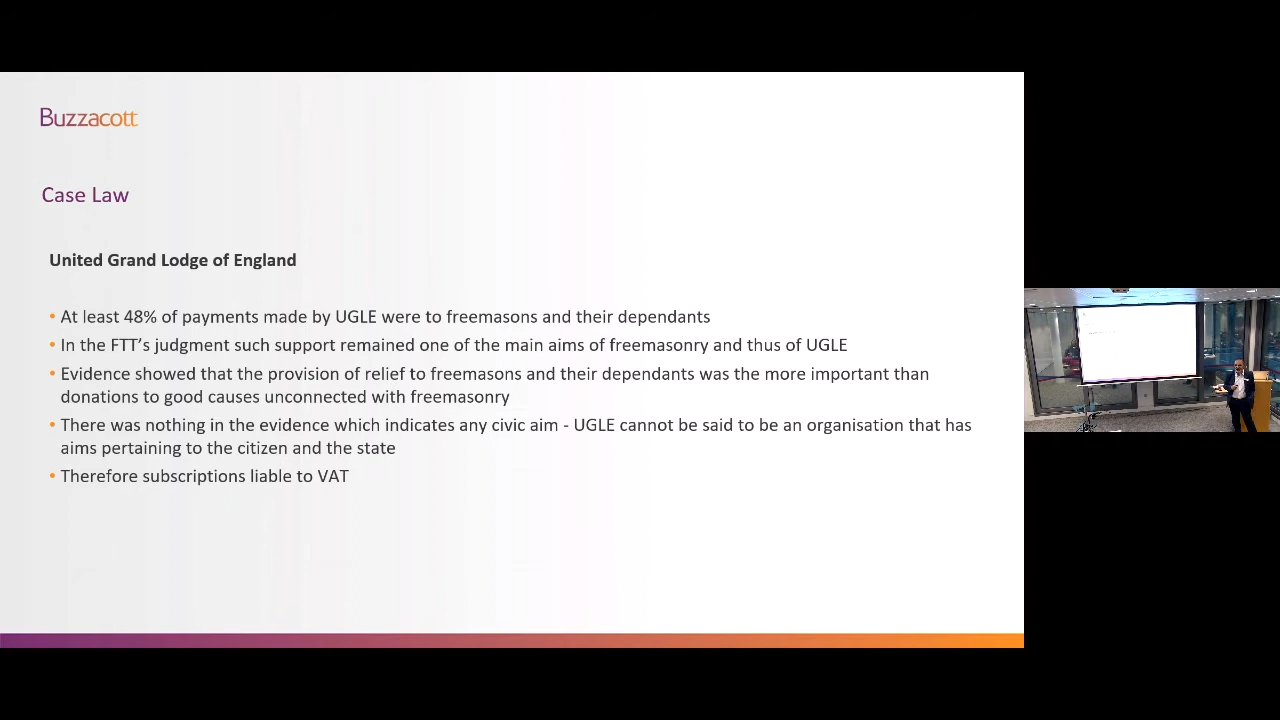 Buzzacott
Case Law
United Grand Lodge of England
• At least 48% of payments made by UGLE were to freemasons and their dependants
• In the FTT's judgment such support remained one of the main aims of freemasonry and thus of UGLE
• Evidence showed that the provision of relief to freemasons and their dependants was the more important than
donations to good causes unconnected with freemasonry
• There was nothing in the evidence which indicates any civic aim - UGLE cannot be said to be an organisation that has
aims pertaining to the citizen and the state
• Therefore subscriptions liable to VAT